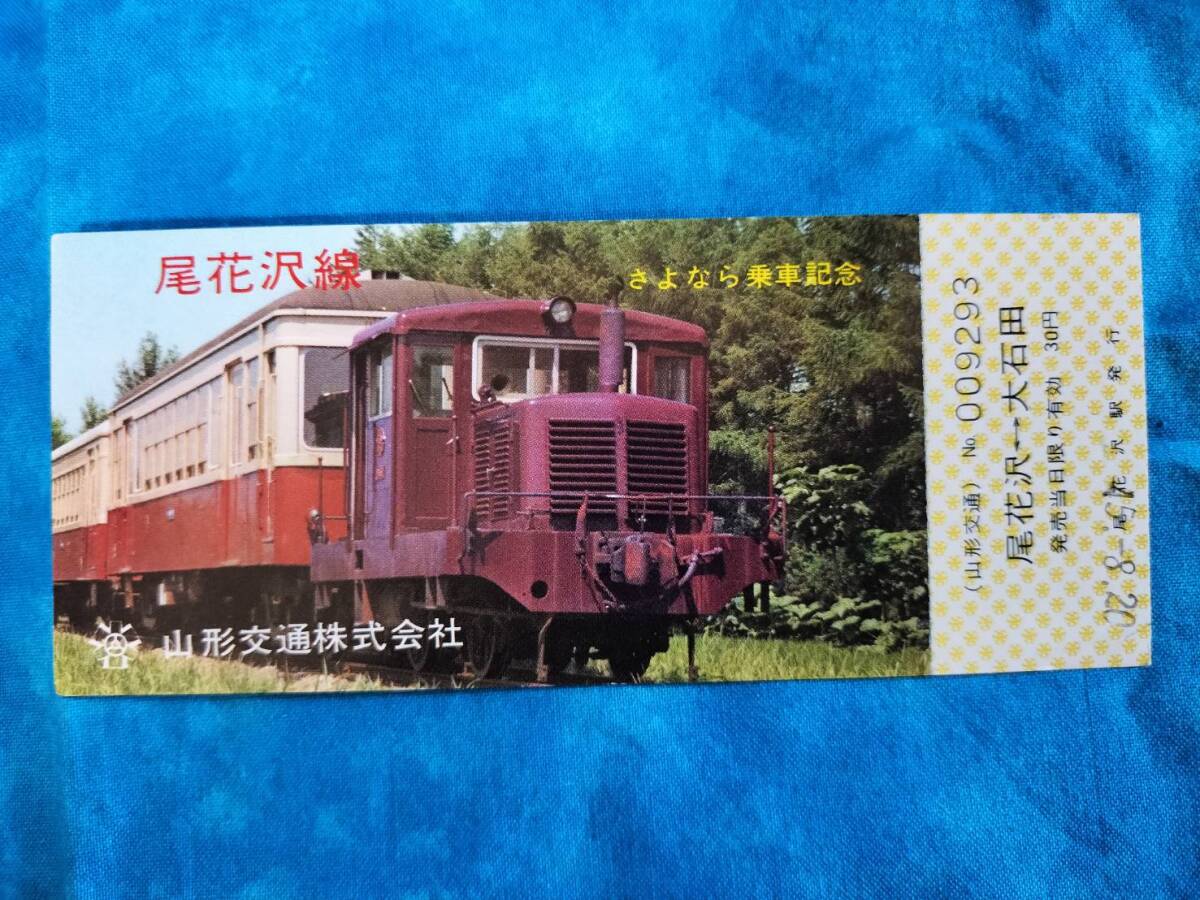 尾花沢線
さよなら乗車記念
山形交通株式会社
(山形交通) № 009293
尾花沢↔大石田
発売当日限り有効 30円
尾花沢駅発行